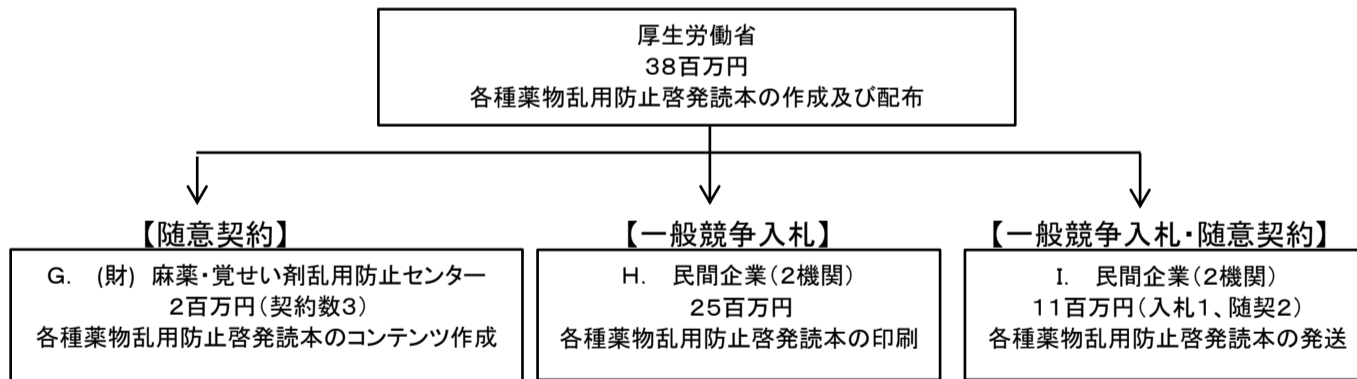 厚生労働省
38百万円
各種薬物乱用防止啓発読本の作成及び配布
【随意契約】
G. (財) 麻薬・覚せい剤乱用防止センター
2百万円(契約数3)
各種薬物乱用防止啓発読本のコンテンツ作成
【一般競争入札】
H. 民間企業(2機関)
25百万円
各種薬物乱用防止啓発読本の印刷
【一般競争入札・随意契約】
I. 民間企業(2機関)
11百万円(入札1、随契2)
各種薬物乱用防止啓発読本の発送